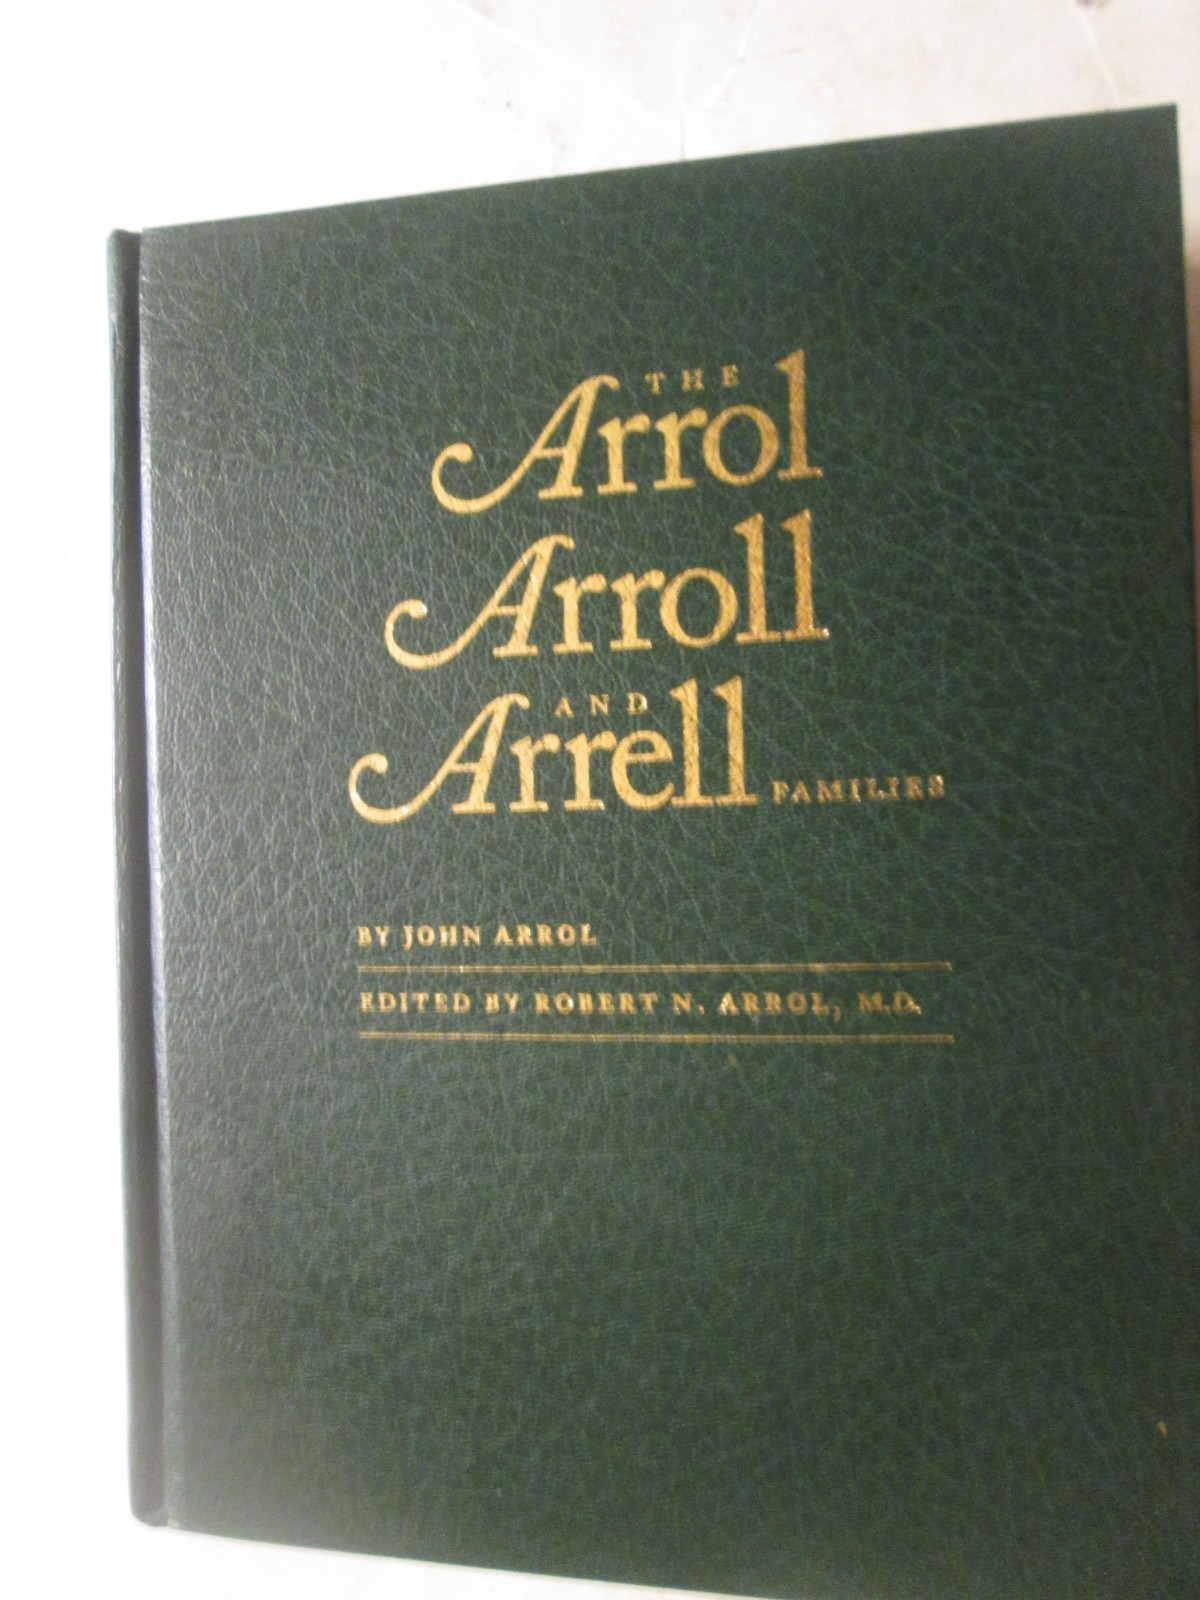 THE
Arrol
Arroll
AND
Arrell FAMILIES
BY JOHN ARROL
EDITED BY ROBERT N. ARROL, M.D.